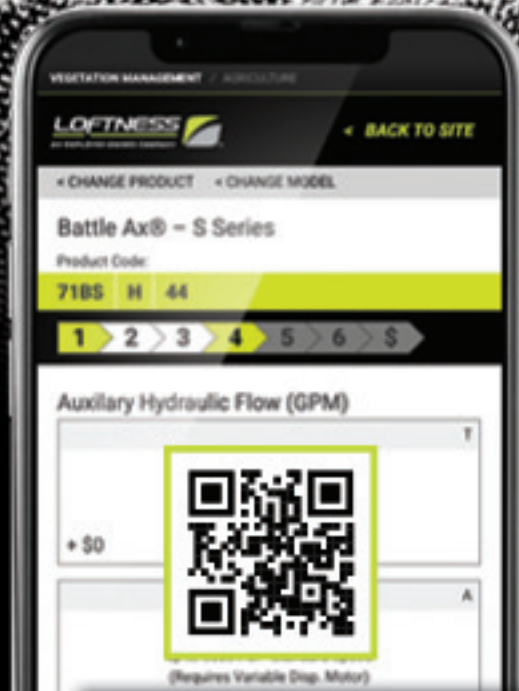 VEGETATION MANAGEMENT / AGRICULTURE
LOFTNESS
◄ BACK TO SITE
< CHANGE PRODUCT < CHANGE MODEL
Battle Ax® – S Series
Product Code:
71BS H 44
1 2 3 4 5 6 $
Auxilary Hydraulic Flow (GPM)
T
+ $0
A
(Requires Variable Disp. Motor)